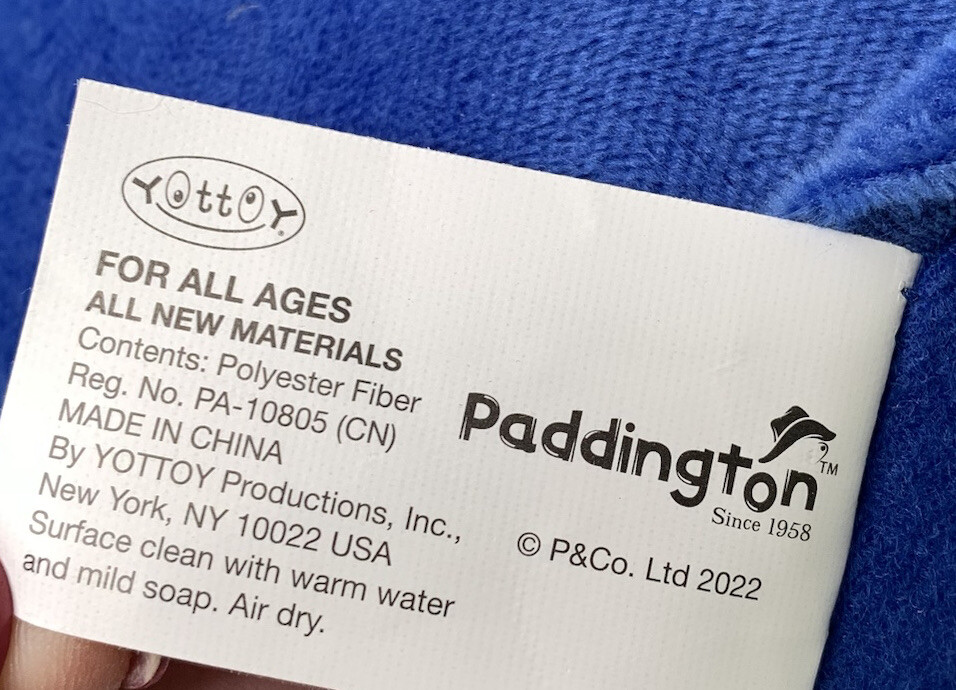 YOttOY
FOR ALL AGES
ALL NEW MATERIALS
Contents: Polyester Fiber
Reg. No. PA-10805 (CN)
MADE IN CHINA
By YOTTOY Productions, Inc.,
New York, NY 10022 USA
Surface clean with warm water
and mild soap. Air dry.
Paddington™
Since 1958
© P&Co. Ltd 2022